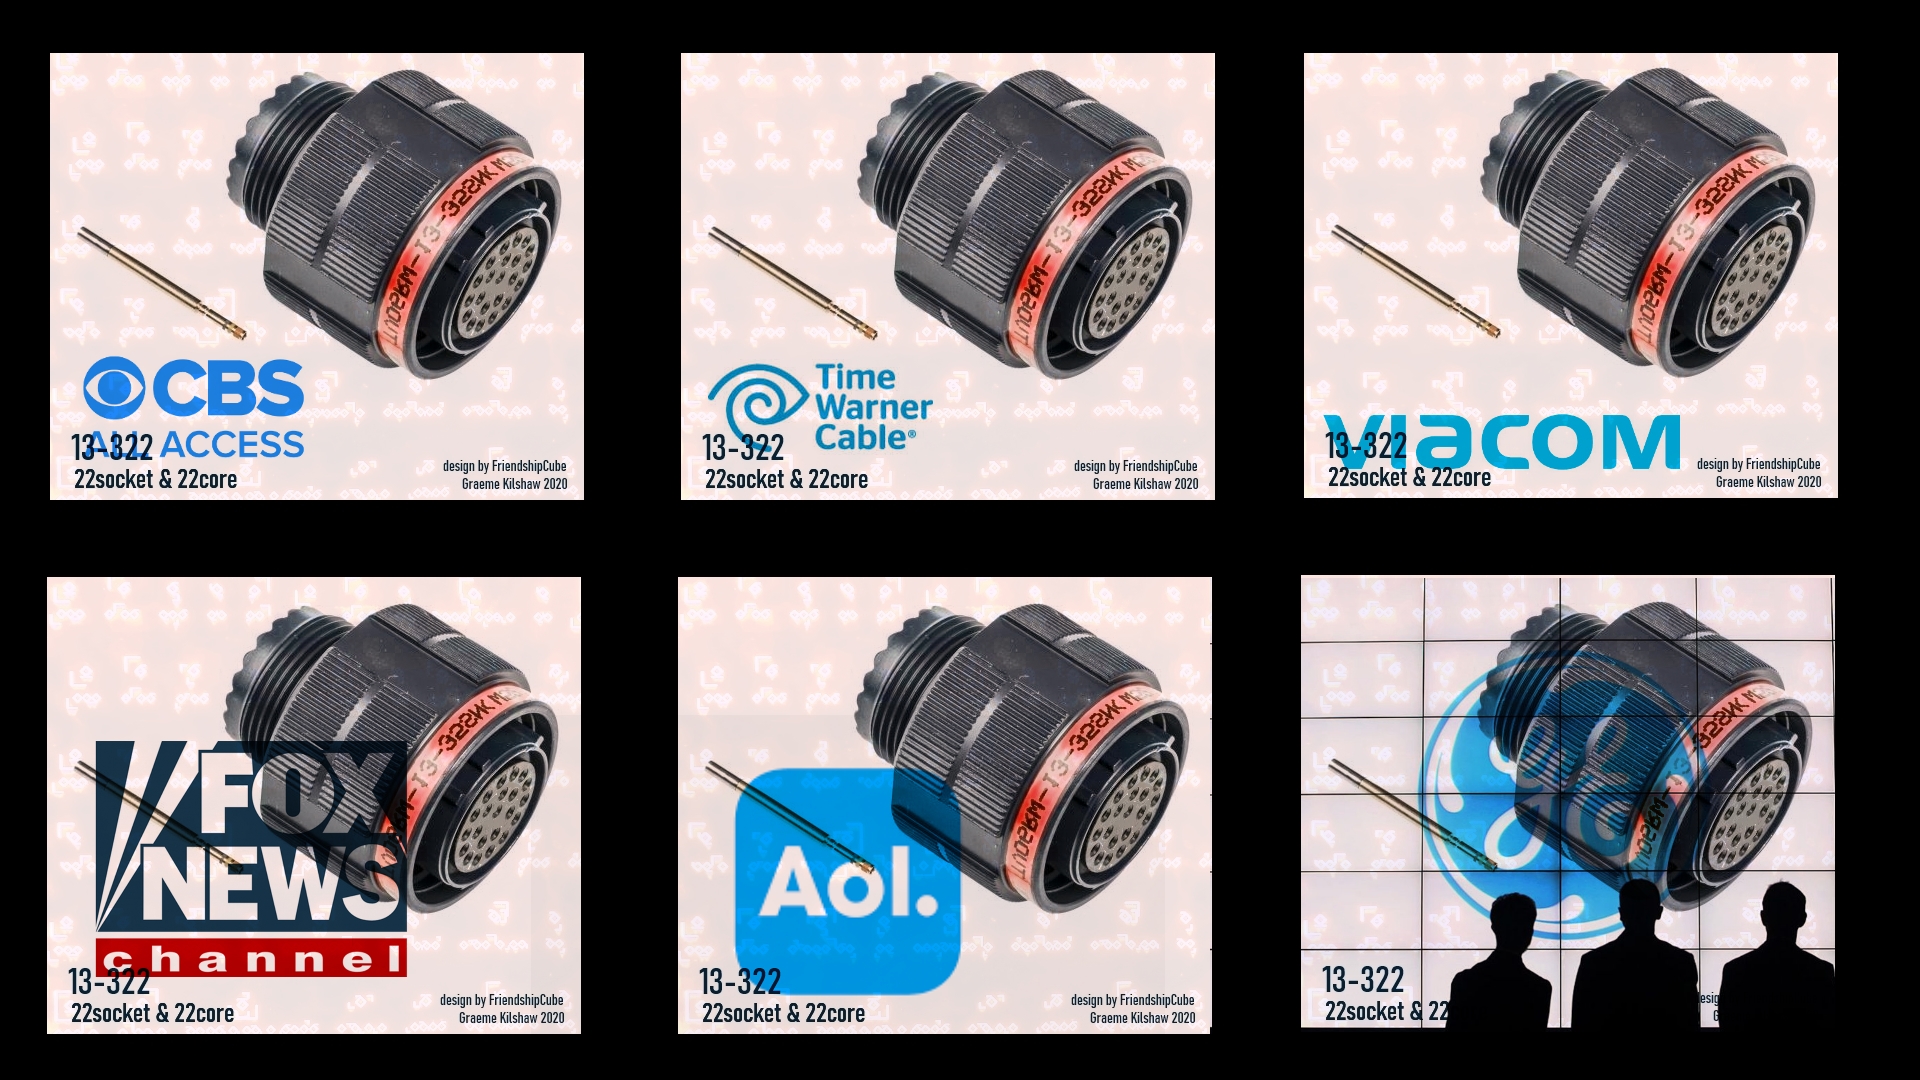 CBS
ALL ACCESS
13-322
22socket & 22core
design by FriendshipCube
Graeme Kilshaw 2020
Time
Warner
Cable®
13-322
22socket & 22core
design by FriendshipCube
Graeme Kilshaw 2020
VIACOM
13-322
22socket & 22core
design by FriendshipCube
Graeme Kilshaw 2020
FOX
NEWS
channel
13-322
22socket & 22core
design by FriendshipCube
Graeme Kilshaw 2020
Aol.
13-322
22socket & 22core
design by FriendshipCube
Graeme Kilshaw 2020
GE
13-322
22socket &